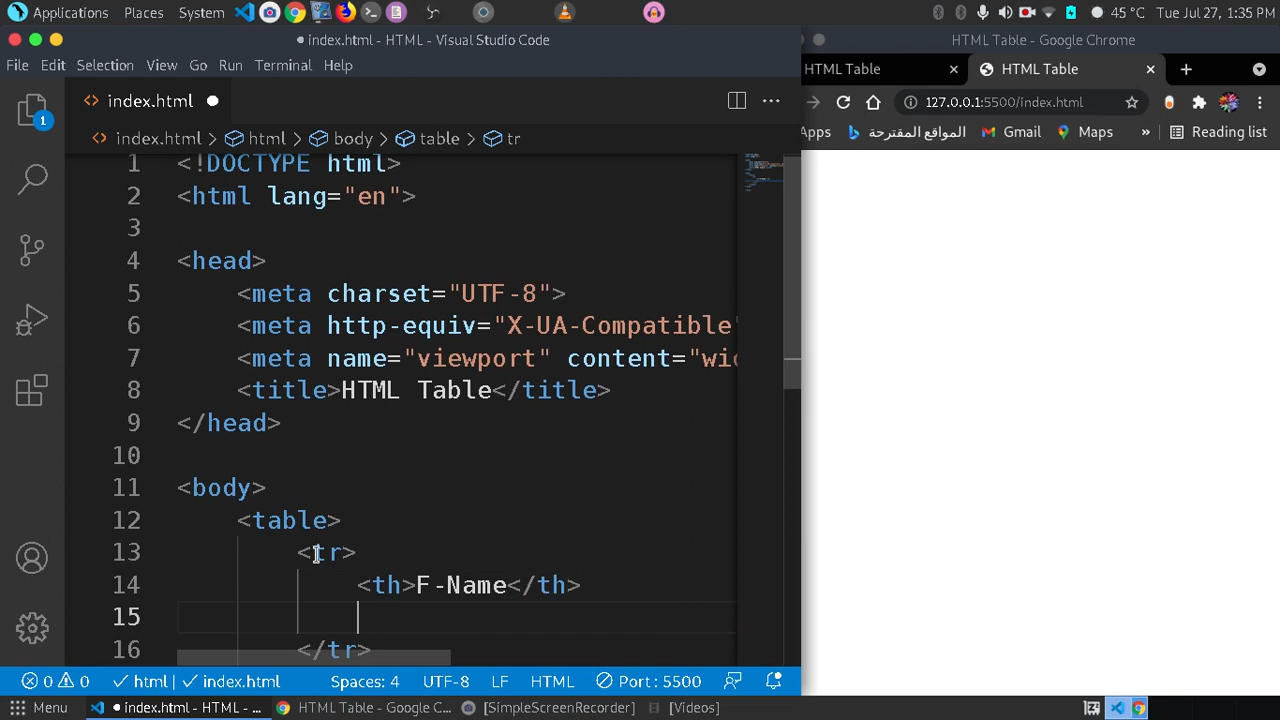 Applications Places System 45 °C Tue Jul 27, 1:35 PM
index.html - HTML - Visual Studio Code
HTML Table - Google Chrome
File Edit Selection View Go Run Terminal Help
index.html
HTML Table
HTML Table
127.0.0.1:5500/index.html
index.html > html > body > table > tr
Apps المواقع المقترحة Gmail Maps » Reading list
1
1 <!DOCTYPE html>
2 <html lang="en">
3
4 <head>
5 <meta charset="UTF-8">
6 <meta http-equiv="X-UA-Compatible"
7 <meta name="viewport" content="wid
8 <title>HTML Table</title>
9 </head>
10
11 <body>
12 <table>
13 <tr>
14 <th>F-Name</th>
15
16 </tr>
0 0 html | index.html Spaces: 4 UTF-8 LF HTML Port : 5500
Menu index.html - HTML - ... HTML Table - Google C... [SimpleScreenRecorder] [Videos]